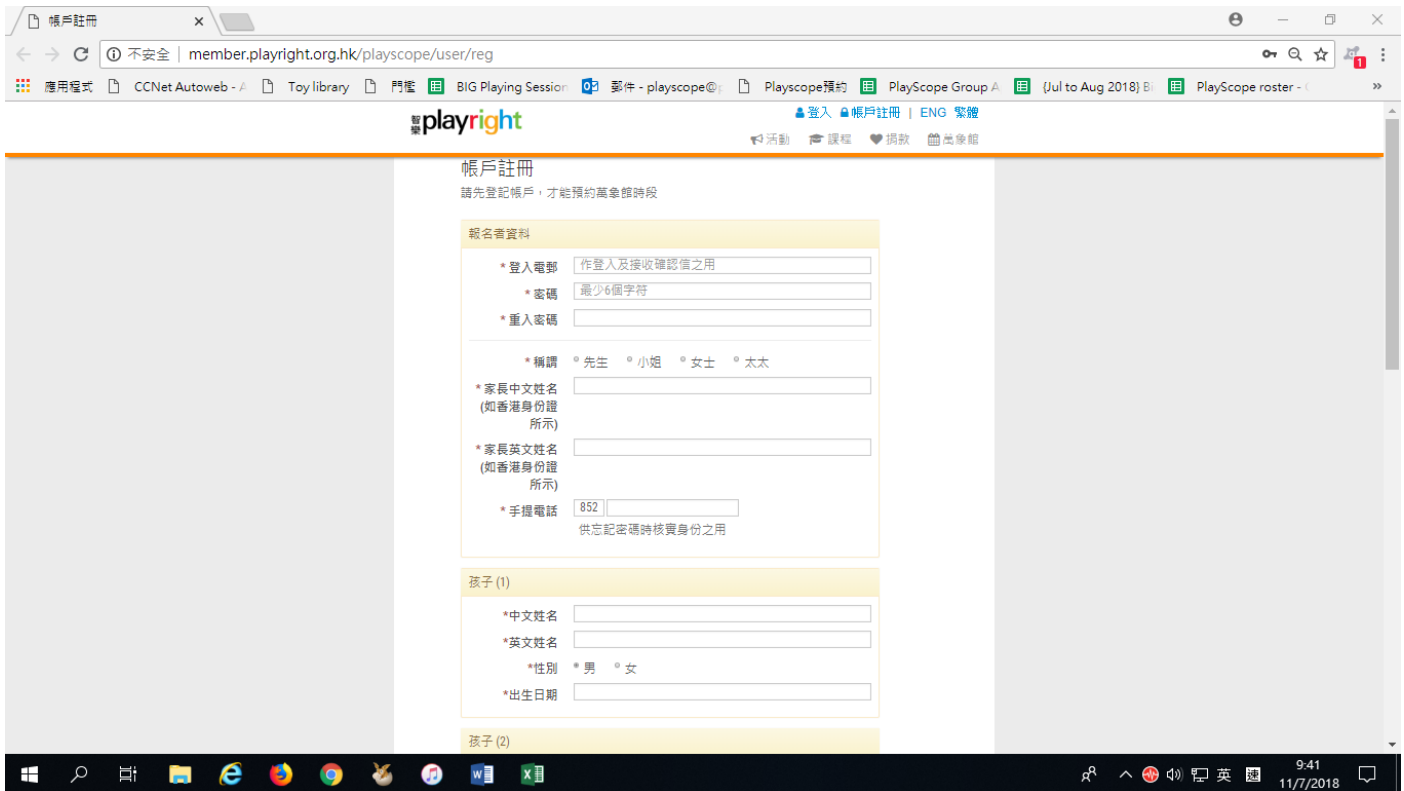 帳戶註冊
不安全 | member.playright.org.hk/playscope/user/reg
1
應用程式 CCNet Autoweb - A Toy library 門鑑 BIG Playing Session 郵件 - playscope@p Playscope預約 PlayScope Group A {Jul to Aug 2018} Bi PlayScope roster - »
智樂 playright
登入 帳戶註冊 | ENG 繁體
活動 課程 捐款 萬象館
帳戶註冊
請先登記帳戶，才能預約萬象館時段
報名者資料
* 登入電郵 作登入及接收確認信之用
* 密碼 最少6個字符
* 重入密碼
* 稱謂 先生 小姐 女士 太太
* 家長中文姓名
(如香港身份證
所示)
* 家長英文姓名
(如香港身份證
所示)
* 手提電話 852
供忘記密碼時核實身份之用
孩子 (1)
*中文姓名
*英文姓名
*性別 男 女
*出生日期
孩子 (2)
英 速 9:41
11/7/2018